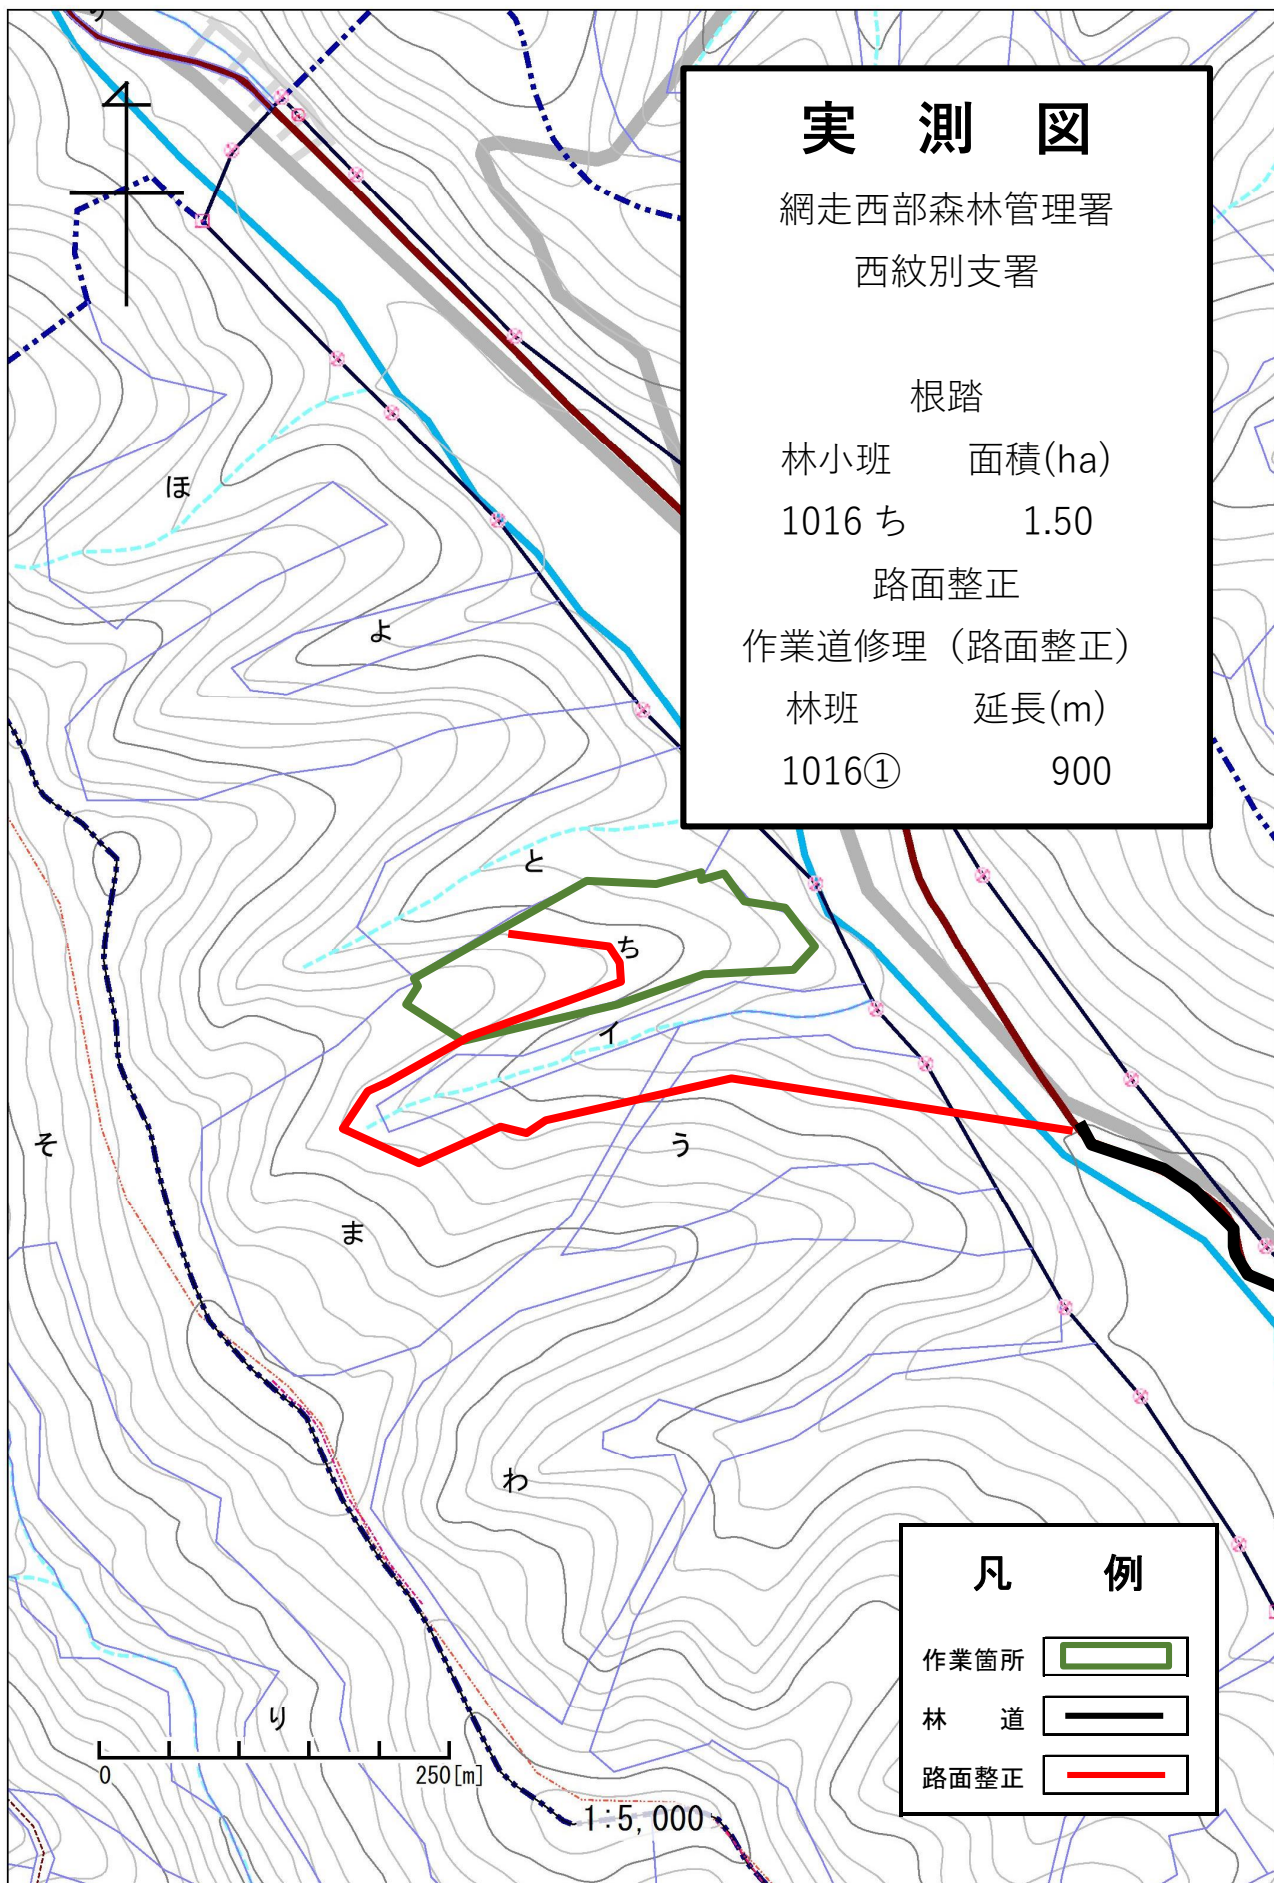 実 測 図
網走西部森林管理署
西紋別支署
根踏
林小班 面積(ha)
1016 ち 1.50
路面整正
作業道修理（路面整正）
林班 延長(m)
1016① 900
ほ
よ
と
ち
イ
う
そ
ま
わ
り
凡 例
作業箇所
林 道
路面整正
0 250[m]
1:5,000